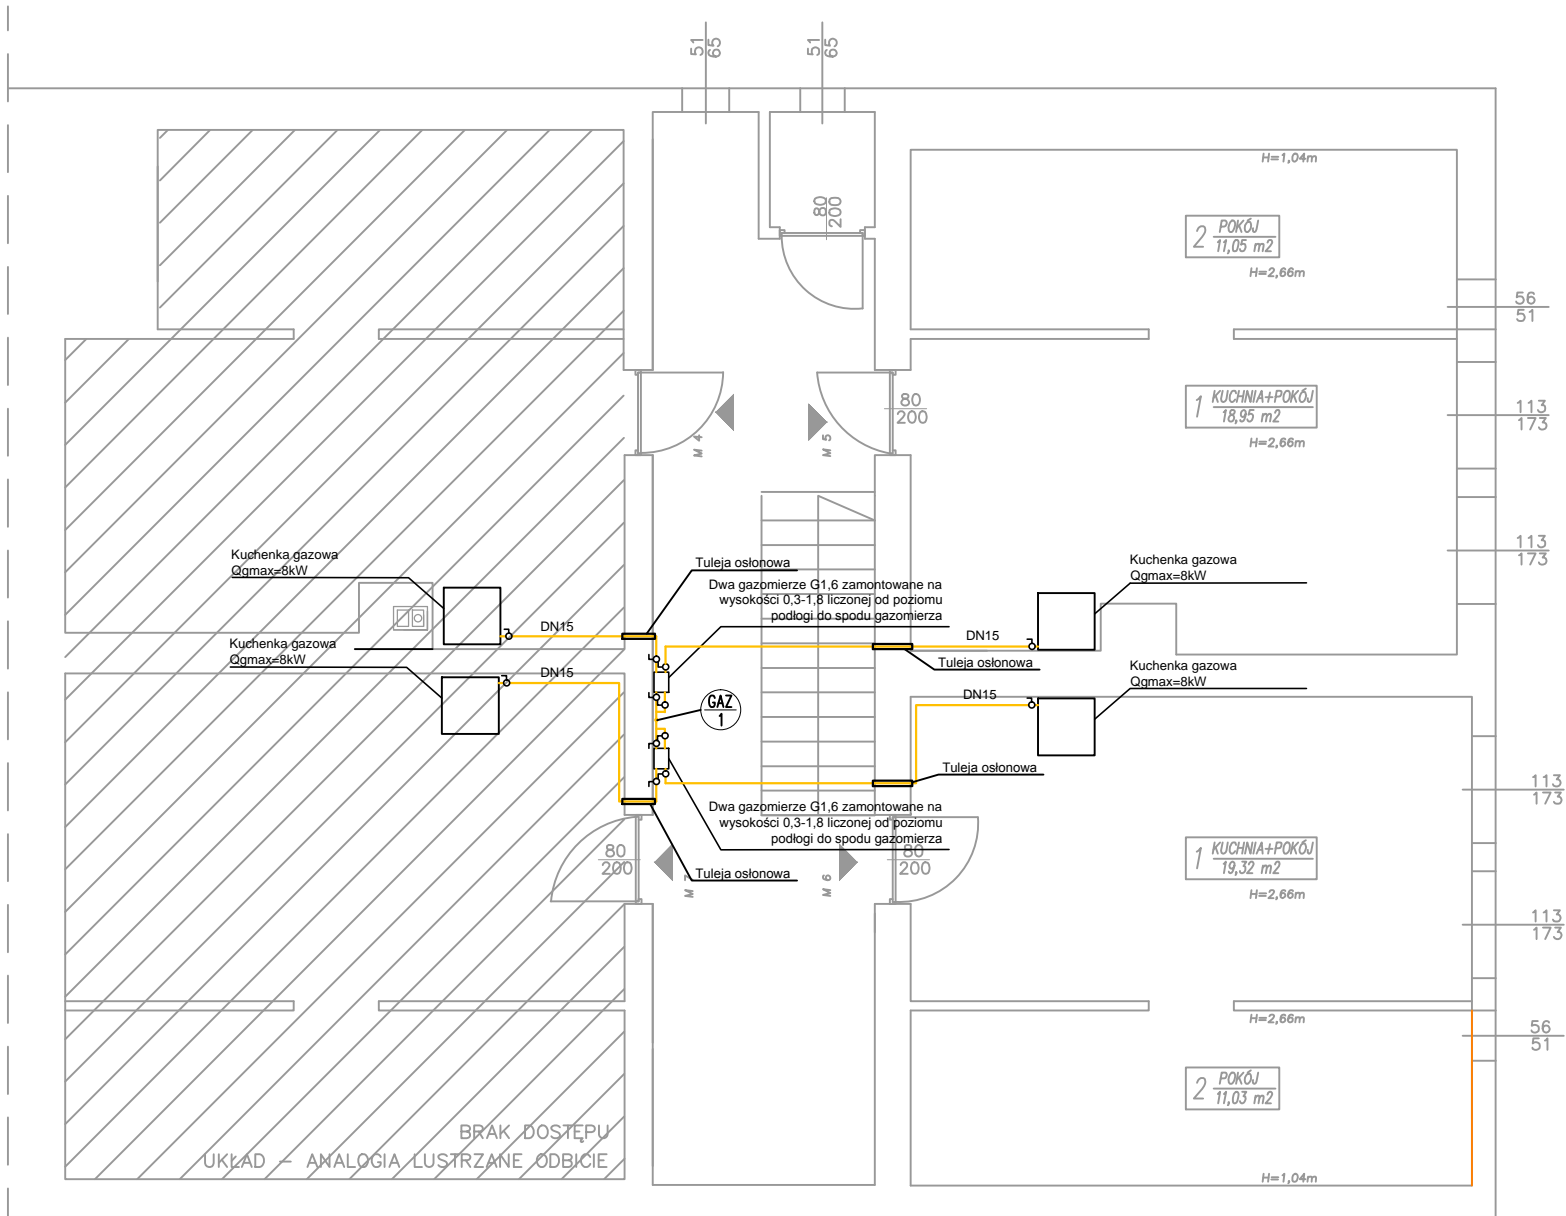 51
65
51
65
80
200
H=1,04m
2 POKÓJ
11,05 m2
H=2,66m
56
51
1 KUCHNIA+POKÓJ
18,95 m2
H=2,66m
80
200
113
173
M 4
M 5
113
173
Kuchenka gazowa
Qgmax=8kW
Tuleja osłonowa
Dwa gazomierze G1,6 zamontowane na
wysokości 0,3-1,8 liczonej od poziomu
podłogi do spodu gazomierza
Kuchenka gazowa
Qgmax=8kW
DN15
DN15
Kuchenka gazowa
Qgmax=8kW
DN15
Tuleja osłonowa
Kuchenka gazowa
Qgmax=8kW
DN15
GAZ
1
Tuleja osłonowa
113
173
Dwa gazomierze G1,6 zamontowane na
wysokości 0,3-1,8 liczonej od poziomu
podłogi do spodu gazomierza
80
200
80
200
Tuleja osłonowa
M 7
M 6
1 KUCHNIA+POKÓJ
19,32 m2
H=2,66m
113
173
H=2,66m
56
51
2 POKÓJ
11,03 m2
BRAK DOSTĘPU
UKŁAD – ANALOGIA LUSTRZANE ODBICIE
H=1,04m